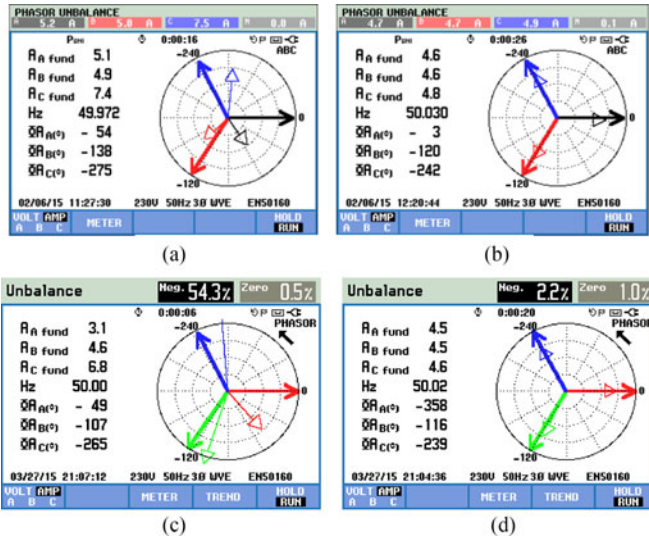 PHASOR UNBALANCE
A 5.2 A B 5.0 A C 7.5 A N 0.0 A
0:00:16
ABC
-240
0
-120
A A fund 5.1
A B fund 4.9
A C fund 7.4
Hz 49.972
ΦA A(°) - 54
ΦA B(°) -138
ΦA C(°) -275
02/06/15 11:27:30 230V 50Hz 3Ø WYE EN50160
VOLT AMP
A B C
METER
HOLD
RUN
(a)
PHASOR UNBALANCE
A 4.7 A B 4.7 A C 4.9 A N 0.1 A
0:00:26
ABC
-240
0
-120
A A fund 4.6
A B fund 4.6
A C fund 4.8
Hz 50.030
ΦA A(°) - 3
ΦA B(°) -120
ΦA C(°) -242
02/06/15 12:20:44 230V 50Hz 3Ø WYE EN50160
VOLT AMP
A B C
METER
HOLD
RUN
(b)
Unbalance Neg. 54.3% Zero 0.5%
0:00:06
PHASOR
-240
0
-120
A A fund 3.1
A B fund 4.6
A C fund 6.8
Hz 50.00
ΦA A(°) - 49
ΦA B(°) -107
ΦA C(°) -265
03/27/15 21:07:12 230V 50Hz 3Ø WYE EN50160
VOLT AMP
A B C
METER
TREND
HOLD
RUN
(c)
Unbalance Neg. 2.2% Zero 1.0%
0:00:20
PHASOR
-240
0
-120
A A fund 4.5
A B fund 4.5
A C fund 4.6
Hz 50.02
ΦA A(°) -358
ΦA B(°) -116
ΦA C(°) -239
03/27/15 21:04:36 230V 50Hz 3Ø WYE EN50160
VOLT AMP
A B C
METER
TREND
HOLD
RUN
(d)